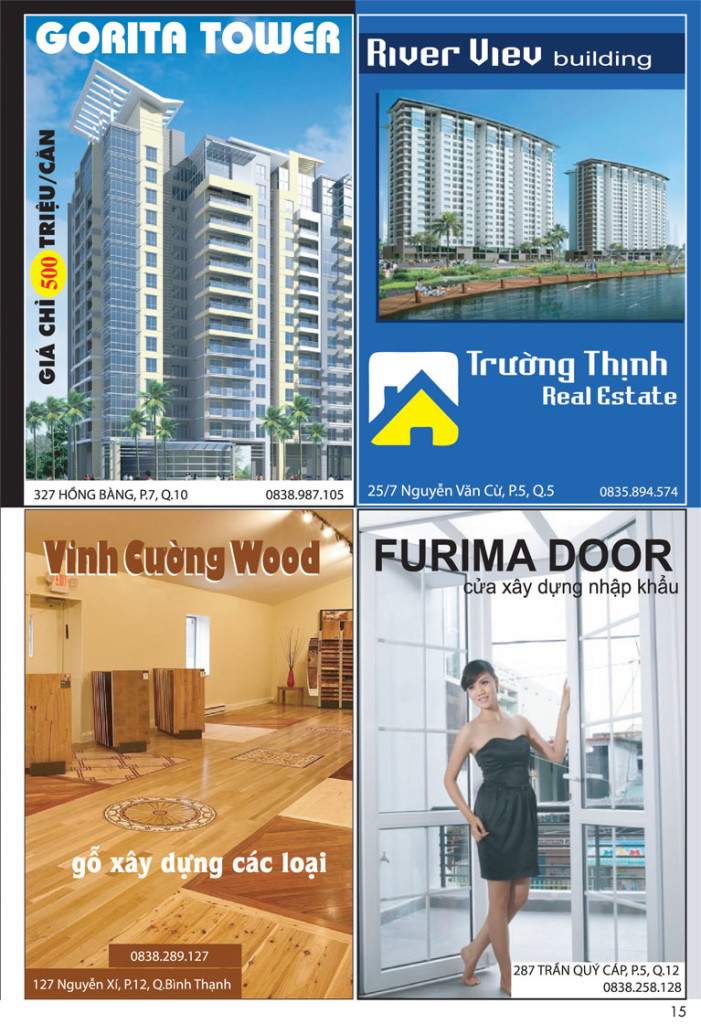 GORITA TOWER
GIÁ CHỈ 500 TRIỆU/CĂN
327 HỒNG BÀNG, P.7, Q.10
0838.987.105
River View building
Trường Thịnh
Real Estate
25/7 Nguyễn Văn Cừ, P.5, Q.5
0835.894.574
Vinh Cường Wood
gỗ xây dựng các loại
0838.289.127
127 Nguyễn Xí, P.12, Q.Bình Thạnh
FURIMA DOOR
cửa xây dựng nhập khẩu
287 TRẦN QUÝ CÁP, P.5, Q.12
0838.258.128
15